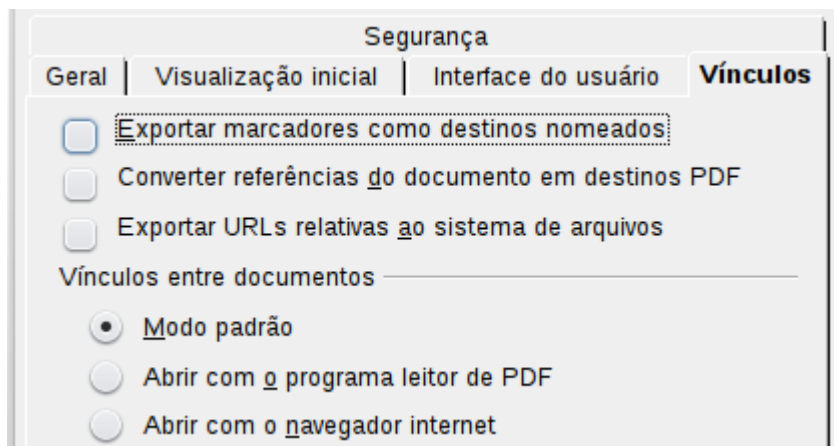 Segurança
Geral Visualização inicial Interface do usuário Vínculos
Exportar marcadores como destinos nomeados
Converter referências do documento em destinos PDF
Exportar URLs relativas ao sistema de arquivos
Vínculos entre documentos
Modo padrão
Abrir com o programa leitor de PDF
Abrir com o navegador internet